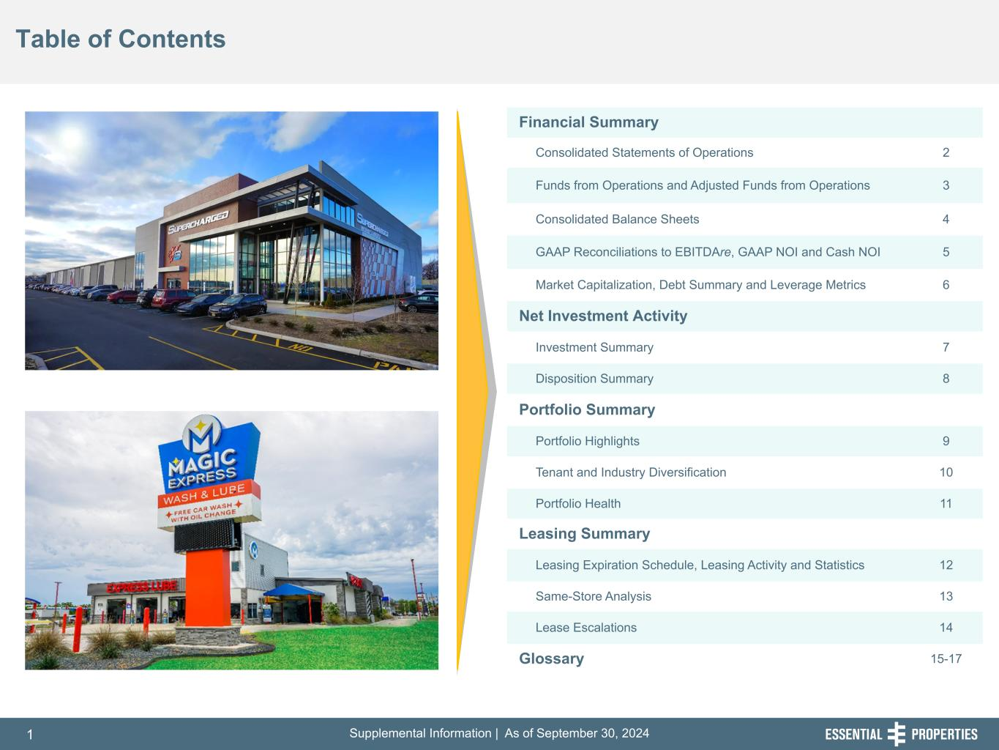 Table of Contents
SUPERCHARGED
SUPERCHARGED
NO
MAGIC
EXPRESS
WASH & LUBE
FREE CAR WASH
WITH OIL CHANGE
EXPRESS LUBE
Financial Summary
Consolidated Statements of Operations 2
Funds from Operations and Adjusted Funds from Operations 3
Consolidated Balance Sheets 4
GAAP Reconciliations to EBITDAre, GAAP NOI and Cash NOI 5
Market Capitalization, Debt Summary and Leverage Metrics 6
Net Investment Activity
Investment Summary 7
Disposition Summary 8
Portfolio Summary
Portfolio Highlights 9
Tenant and Industry Diversification 10
Portfolio Health 11
Leasing Summary
Leasing Expiration Schedule, Leasing Activity and Statistics 12
Same-Store Analysis 13
Lease Escalations 14
Glossary 15-17
1
Supplemental Information | As of September 30, 2024
ESSENTIAL PROPERTIES